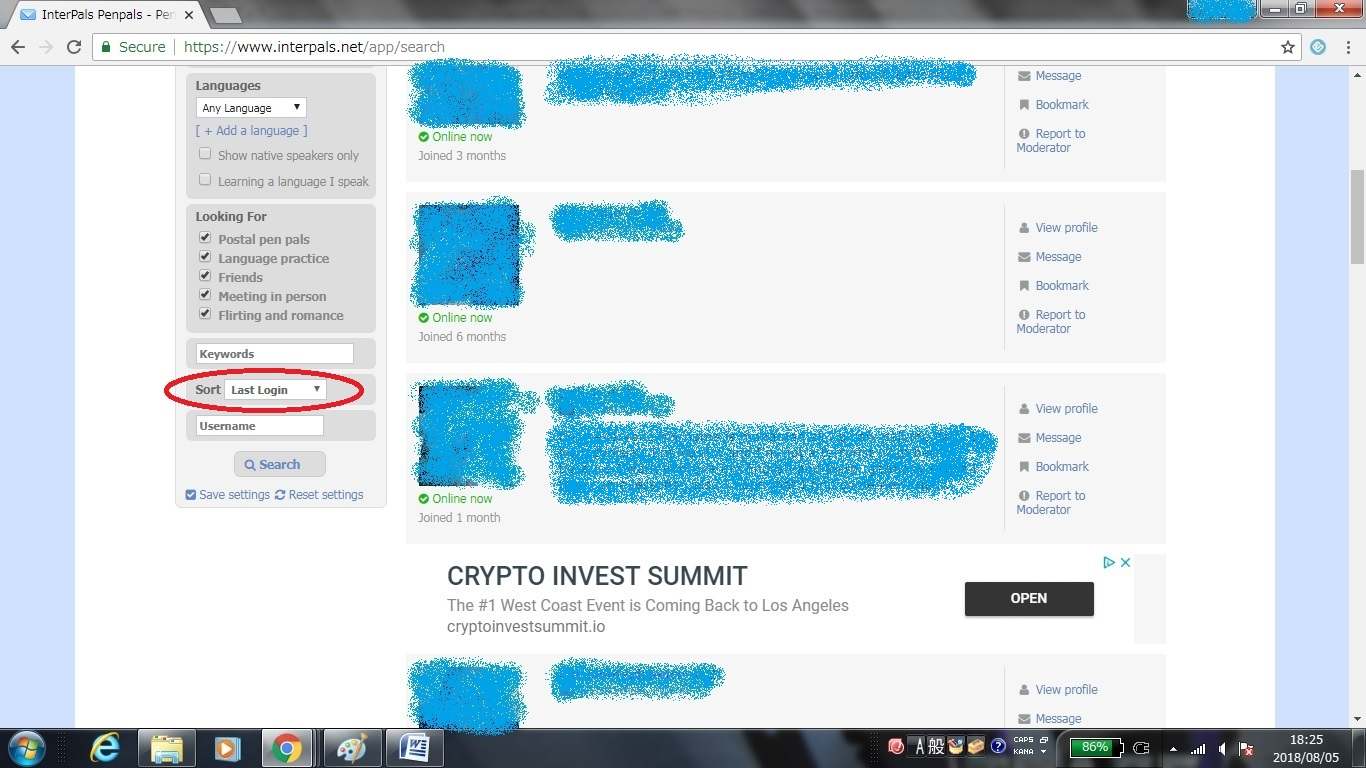 InterPals Penpals - Pen
Secure
https://www.interpals.net/app/search
Languages
Any Language
[ + Add a language ]
Show native speakers only
Learning a language I speak
Looking For
Postal pen pals
Language practice
Friends
Meeting in person
Flirting and romance
Keywords
Sort Last Login
Username
Search
Save settings Reset settings
Online now
Joined 3 months
Message
Bookmark
Report to
Moderator
Online now
Joined 6 months
View profile
Message
Bookmark
Report to
Moderator
Online now
Joined 1 month
View profile
Message
Bookmark
Report to
Moderator
CRYPTO INVEST SUMMIT
The #1 West Coast Event is Coming Back to Los Angeles
cryptoinvestsummit.io
OPEN
View profile
Message
A 般
CAPS
KANA
86%
18:25
2018/08/05